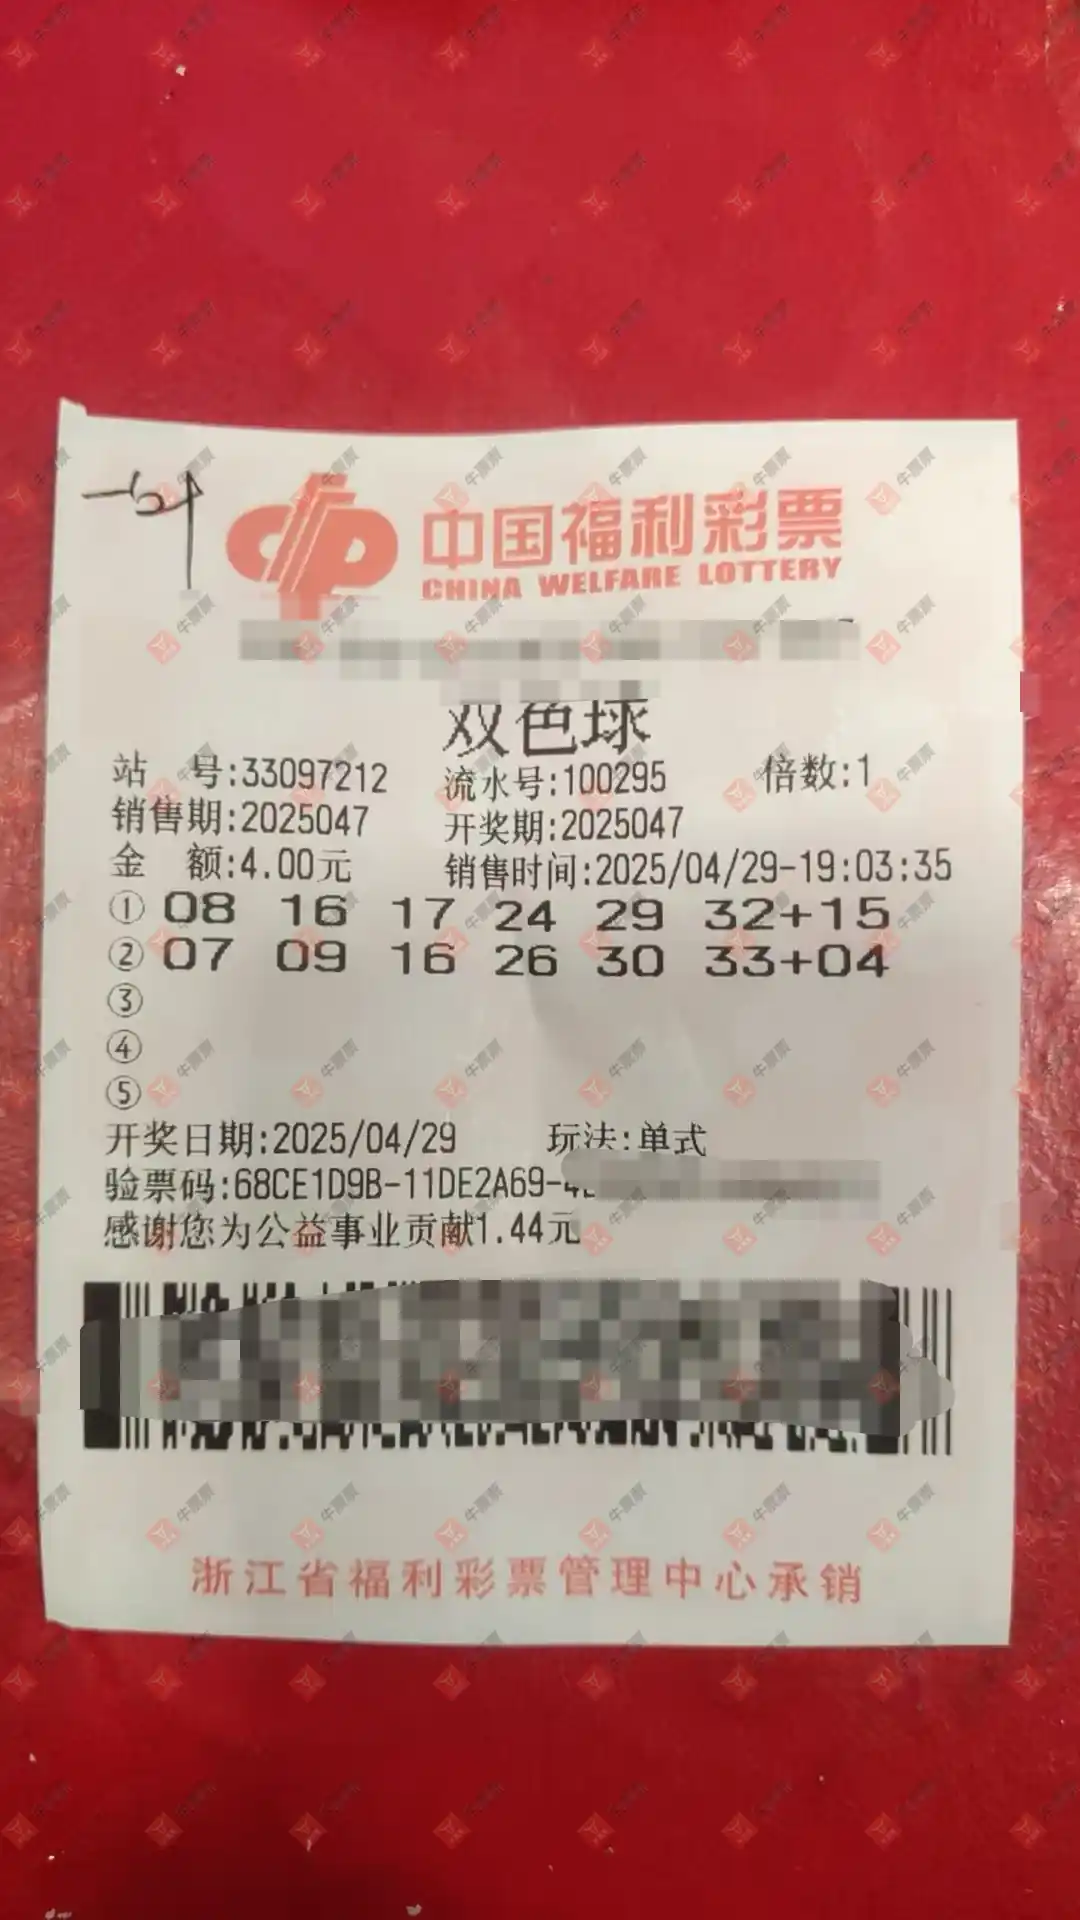 中国福利彩票
CHINA WELFARE LOTTERY
双色球
站 号:33097212 流水号:100295 倍数:1
销售期:2025047 开奖期:2025047
金 额:4.00元 销售时间:2025/04/29-19:03:35
① 08 16 17 24 29 32+15
② 07 09 16 26 30 33+04
③
④
⑤
开奖日期:2025/04/29 玩法:单式
验票码:68CE1D9B-11DE2A69-
感谢您为公益事业贡献1.44元
浙江省福利彩票管理中心承销
牛票票